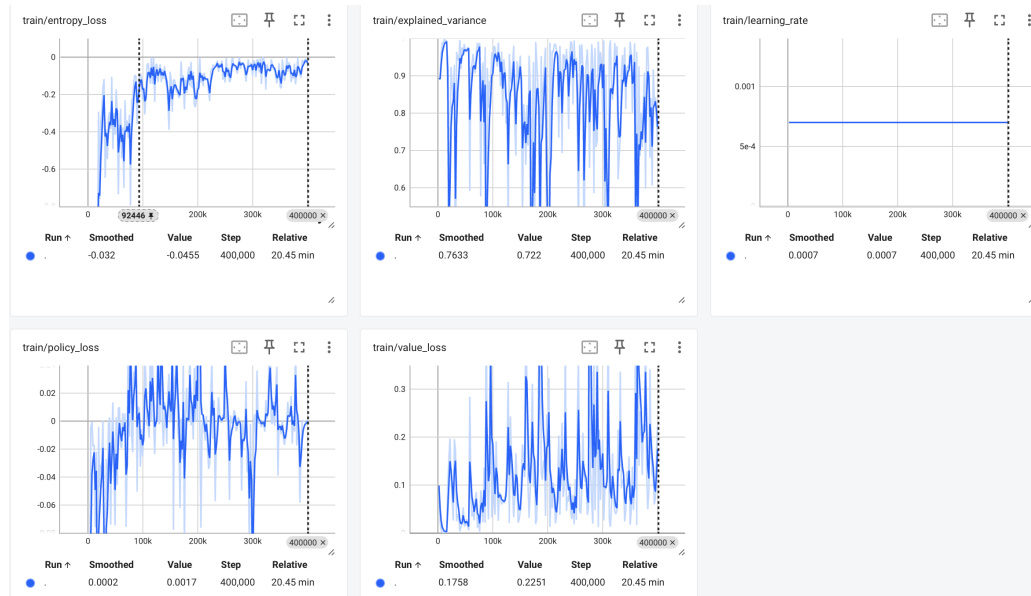 train/entropy_loss
0
-0.2
-0.4
-0.6
0
92446
200k
300k
400000
Run ↑ Smoothed Value Step Relative
. -0.032 -0.0455 400,000 20.45 min
train/explained_variance
0.9
0.8
0.7
0.6
0
100k
200k
300k
400000
Run ↑ Smoothed Value Step Relative
. 0.7633 0.722 400,000 20.45 min
train/learning_rate
0.001
5e-4
0
100k
200k
300k
400000
Run ↑ Smoothed Value Step Relative
. 0.0007 0.0007 400,000 20.45 min
train/policy_loss
0.02
0
-0.02
-0.04
-0.06
0
100k
200k
300k
400000
Run ↑ Smoothed Value Step Relative
. 0.0002 0.0017 400,000 20.45 min
train/value_loss
0.3
0.2
0.1
0
100k
200k
300k
400000
Run ↑ Smoothed Value Step Relative
. 0.1758 0.2251 400,000 20.45 min